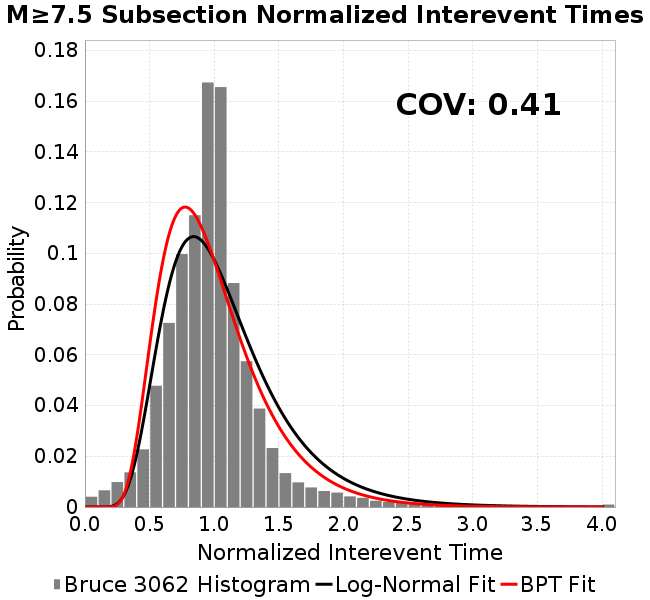 M≥7.5 Subsection Normalized Interevent Times
COV: 0.41
Probability
0.18
0.16
0.14
0.12
0.1
0.08
0.06
0.04
0.02
0
0.0 0.5 1.0 1.5 2.0 2.5 3.0 3.5 4.0
Normalized Interevent Time
Bruce 3062 Histogram Log-Normal Fit BPT Fit